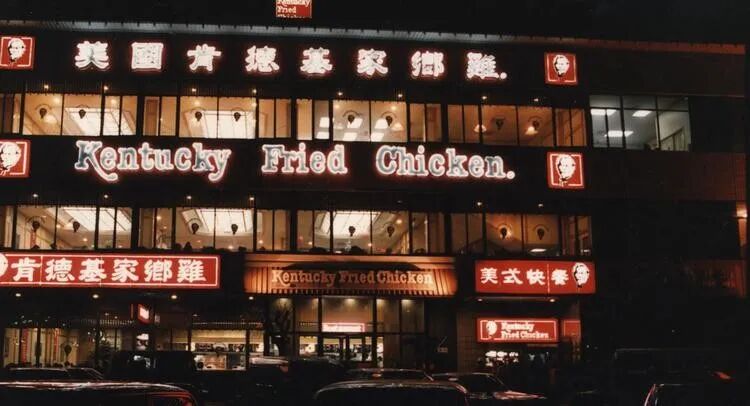 Kentucky
Fried
Chicken
美國肯德基家鄉雞.
Kentucky Fried Chicken.
肯德基家鄉雞
Kentucky Fried Chicken
美式快餐
Kentucky
Fried Chicken